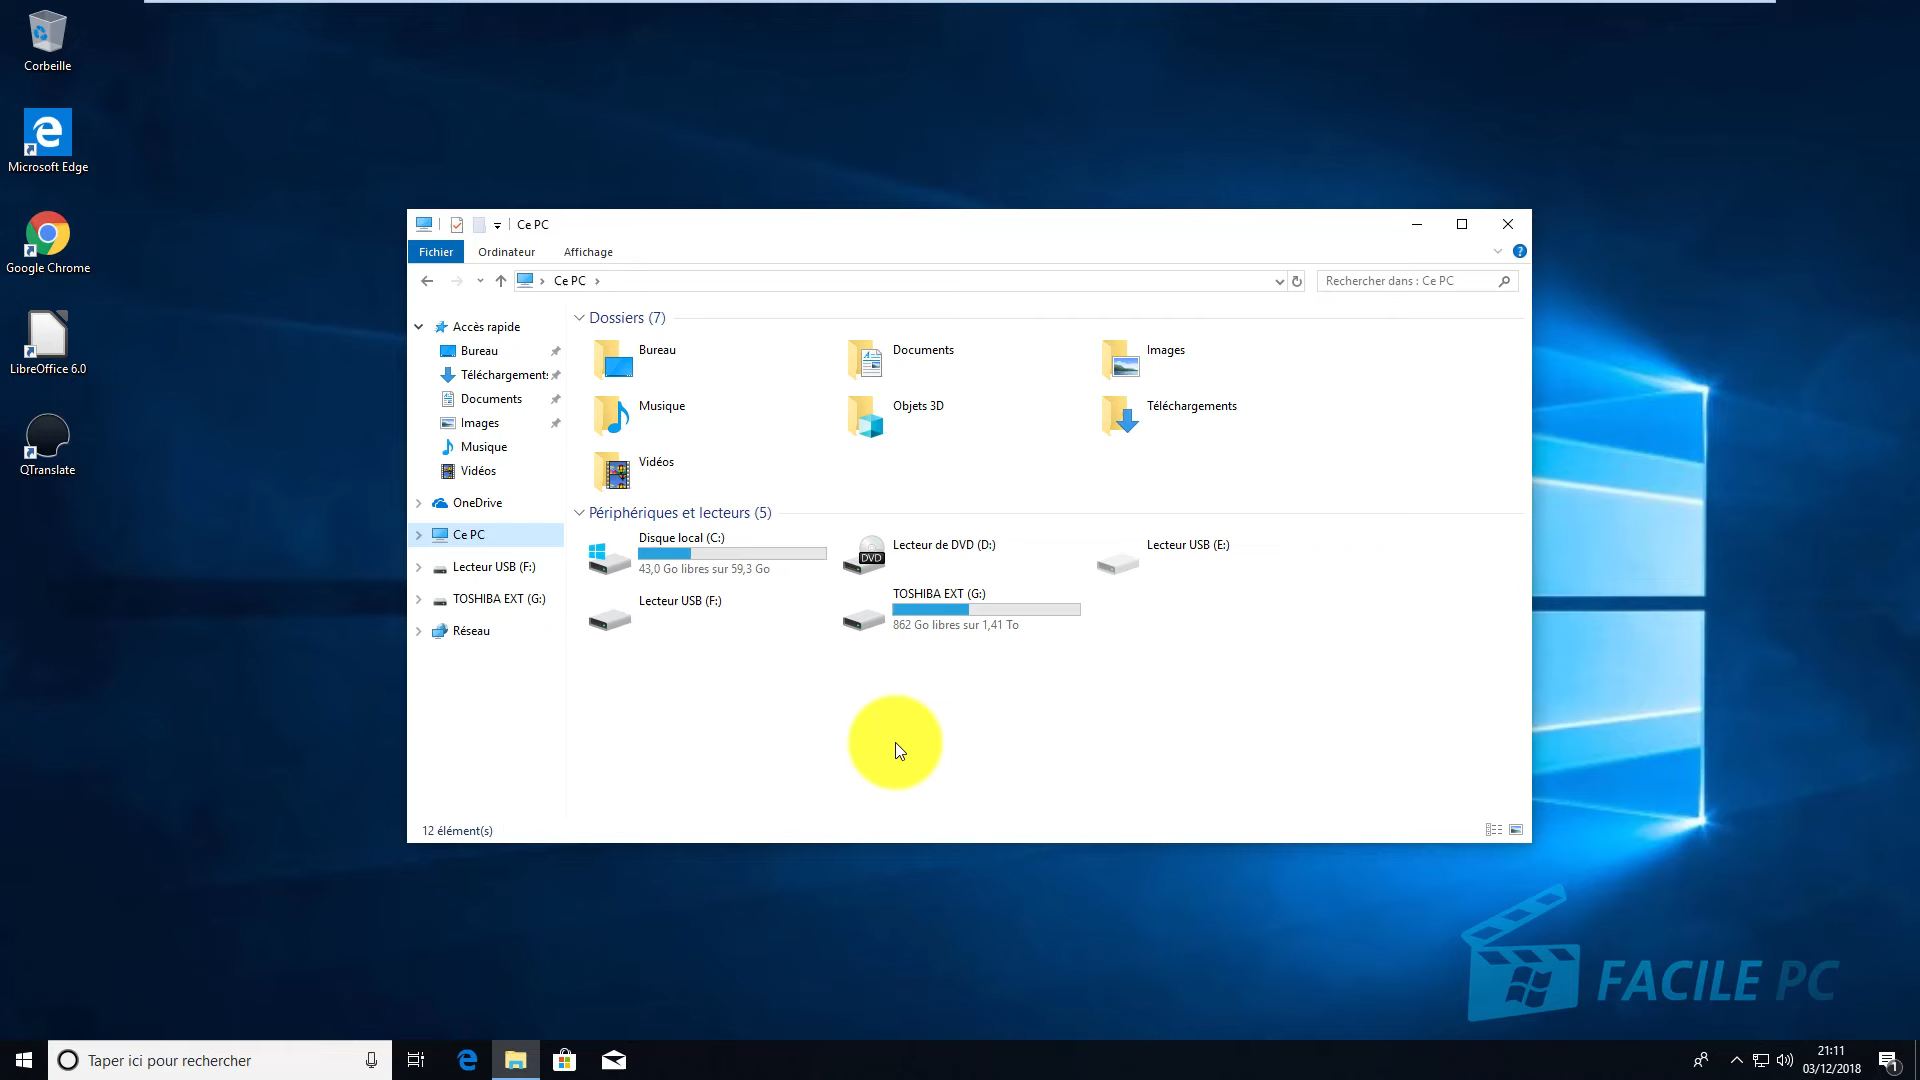 Corbeille
Microsoft Edge
Google Chrome
LibreOffice 6.0
QTranslate
Ce PC
Fichier
Ordinateur
Affichage
?
Ce PC
Rechercher dans : Ce PC
Accès rapide
Bureau
Téléchargements
Documents
Images
Musique
Vidéos
OneDrive
Ce PC
Lecteur USB (F:)
TOSHIBA EXT (G:)
Réseau
Dossiers (7)
Bureau
Documents
Images
Musique
Objets 3D
Téléchargements
Vidéos
Périphériques et lecteurs (5)
Disque local (C:)
43,0 Go libres sur 59,3 Go
DVD
Lecteur de DVD (D:)
Lecteur USB (E:)
Lecteur USB (F:)
TOSHIBA EXT (G:)
862 Go libres sur 1,41 To
12 élément(s)
FACILE PC
Taper ici pour rechercher
21:11
03/12/2018
1